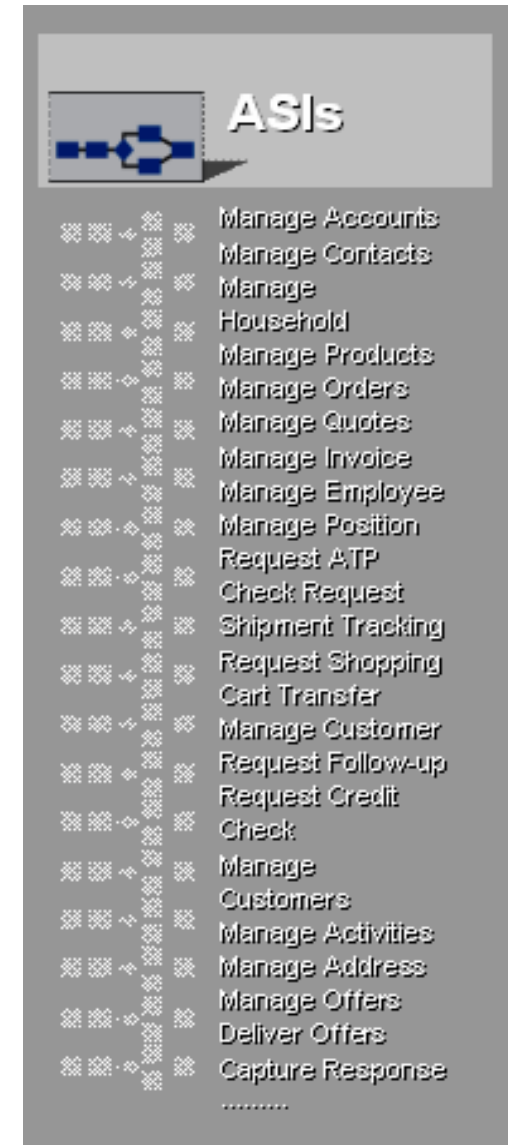 ASIs
Manage Accounts
Manage Contacts
Manage
Household
Manage Products
Manage Orders
Manage Quotes
Manage Invoice
Manage Employee
Manage Position
Request ATP
Check Request
Shipment Tracking
Request Shopping
Cart Transfer
Manage Customer
Request Follow-up
Request Credit
Check
Manage
Customers
Manage Activities
Manage Address
Manage Offers
Deliver Offers
Capture Response
.........